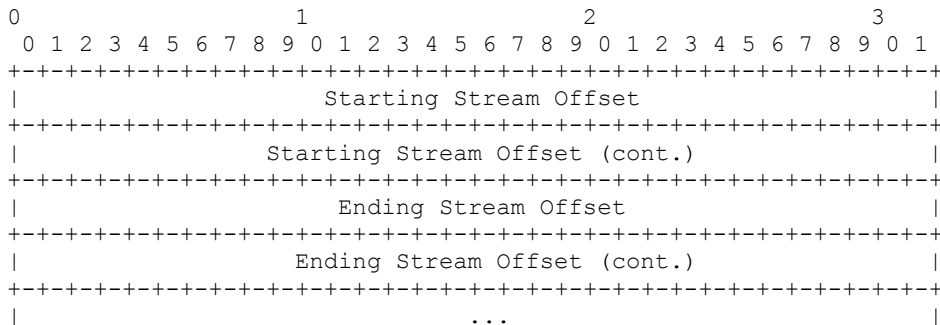 0                   1                   2                   3
 0 1 2 3 4 5 6 7 8 9 0 1 2 3 4 5 6 7 8 9 0 1 2 3 4 5 6 7 8 9 0 1
+-+-+-+-+-+-+-+-+-+-+-+-+-+-+-+-+-+-+-+-+-+-+-+-+-+-+-+-+-+-+-+-+
|                     Starting Stream Offset                    |
+-+-+-+-+-+-+-+-+-+-+-+-+-+-+-+-+-+-+-+-+-+-+-+-+-+-+-+-+-+-+-+-+
|                 Starting Stream Offset (cont.)                |
+-+-+-+-+-+-+-+-+-+-+-+-+-+-+-+-+-+-+-+-+-+-+-+-+-+-+-+-+-+-+-+-+
|                      Ending Stream Offset                     |
+-+-+-+-+-+-+-+-+-+-+-+-+-+-+-+-+-+-+-+-+-+-+-+-+-+-+-+-+-+-+-+-+
|                   Ending Stream Offset (cont.)                |
+-+-+-+-+-+-+-+-+-+-+-+-+-+-+-+-+-+-+-+-+-+-+-+-+-+-+-+-+-+-+-+-+
|                               ...                             |